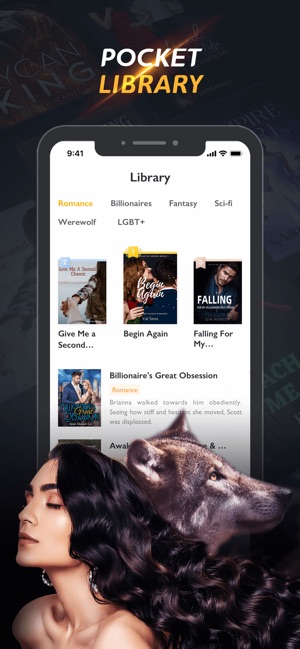 POCKET
LIBRARY
9:41
Library
Romance Billionaires Fantasy Sci-fi
Werewolf LGBT+
Give Me A Second
Chance
Begin
Again
FALLING
Give Me a
Second…
Begin Again
Falling For
My…
Billionaire's Great Obsession
Romance
Brianna walked towards him obediently.
Seeing how stiff and hesitant she moved, Scott
was displeased.